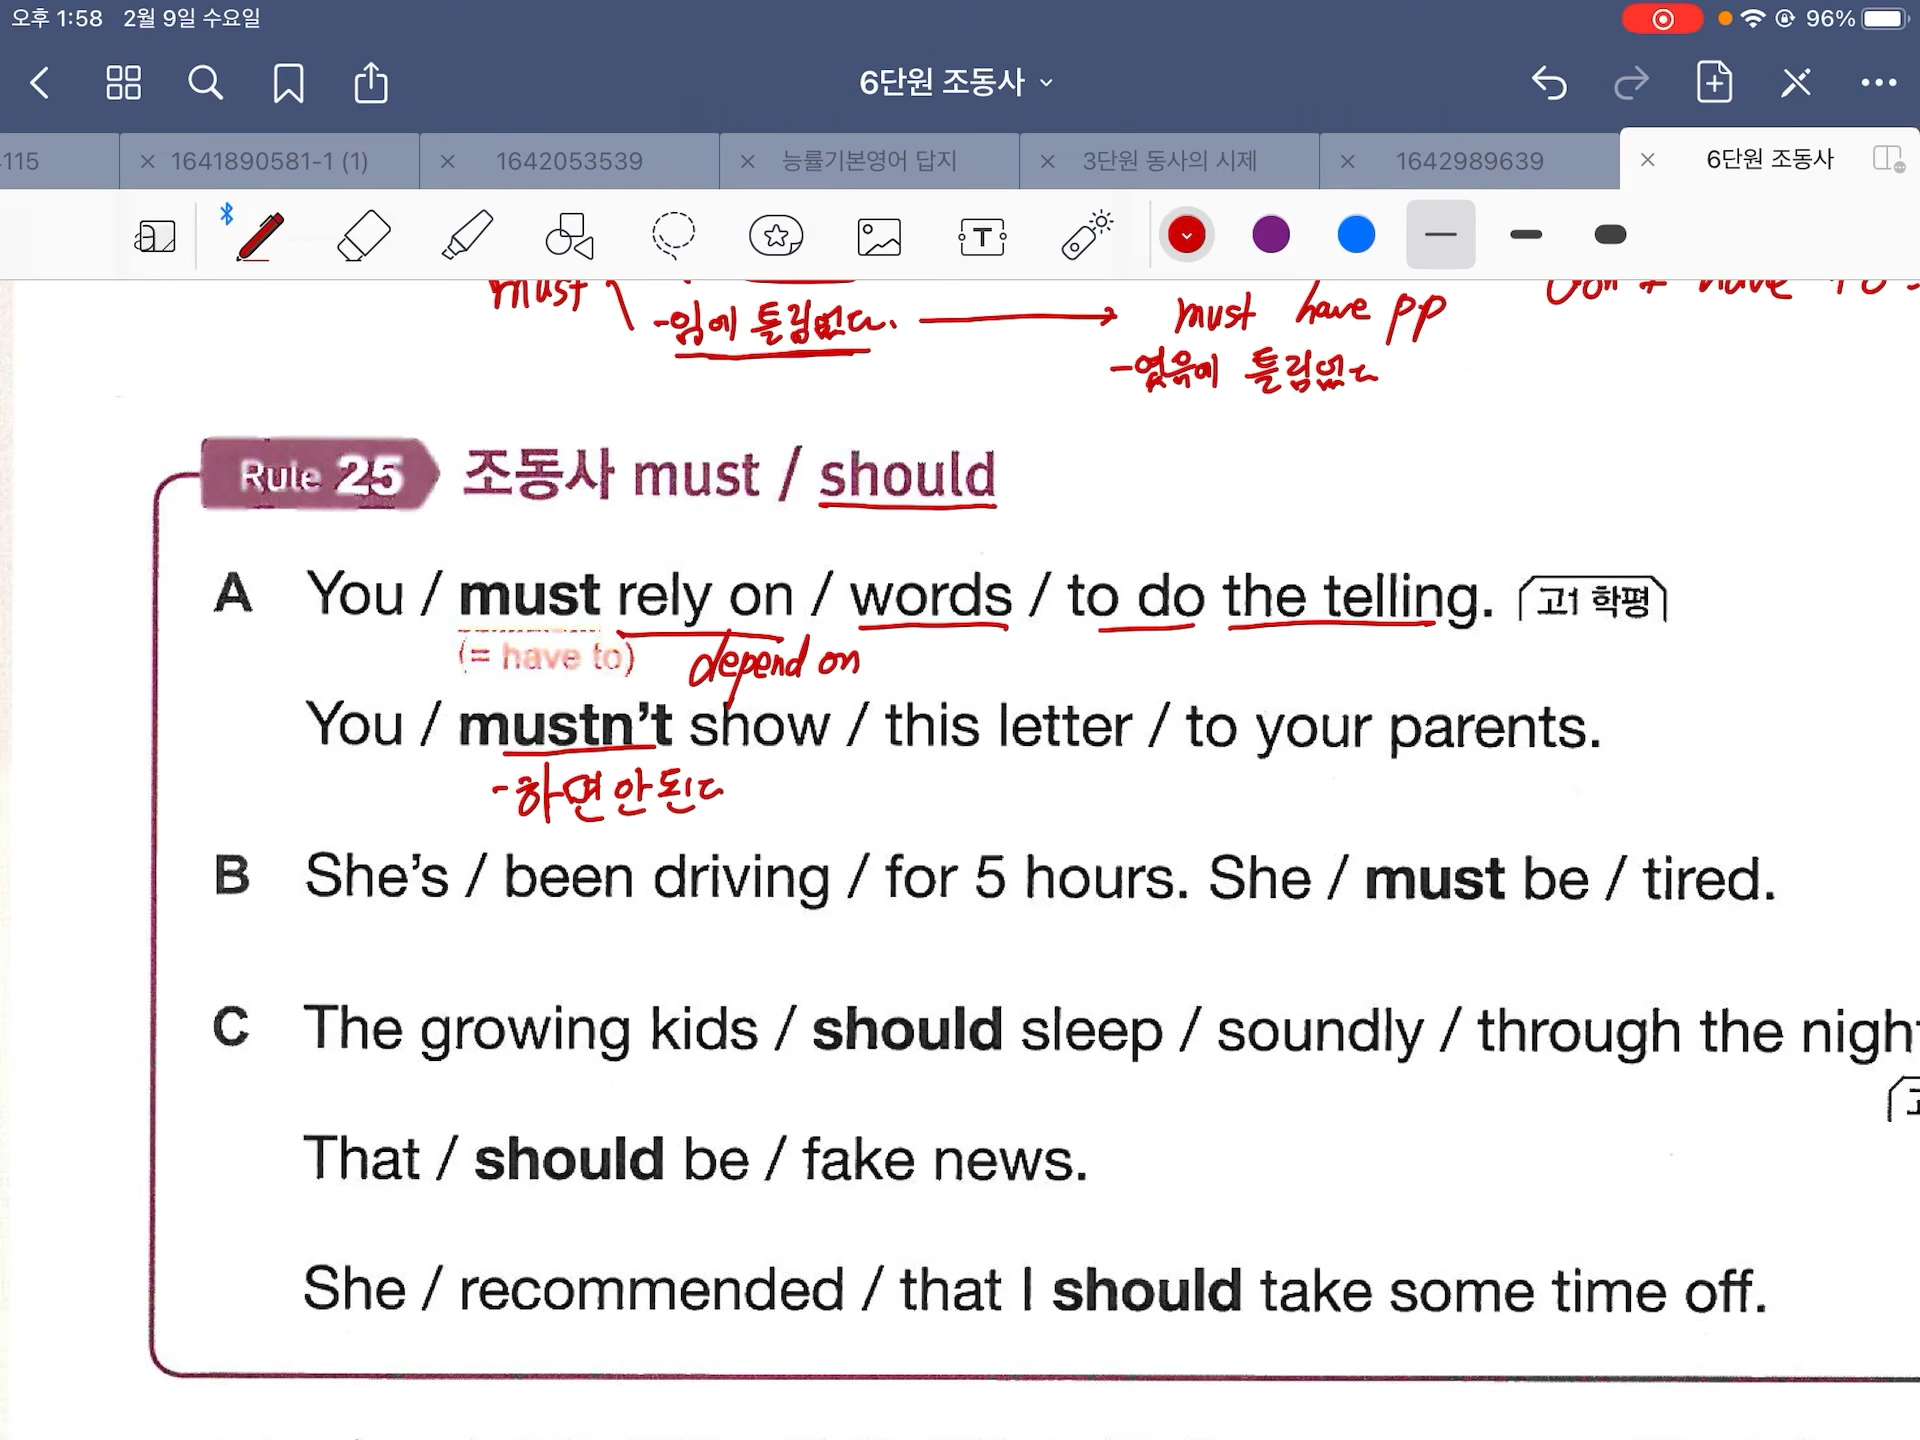 오후 1:58 2월 9일 수요일 96%
6단원 조동사
115 1641890581-1 (1) 1642053539 능률기본영어 답지 3단원 동사의 시제 1642989639 6단원 조동사
must
-임에 틀림없다. must have pp
-였음에 틀림없다
Rule 25 조동사 must / should
A You / must rely on / words / to do the telling. 고1 학평
(= have to) depend on
You / mustn't show / this letter / to your parents.
-하면 안된다
B She's / been driving / for 5 hours. She / must be / tired.
C The growing kids / should sleep / soundly / through the nigh
That / should be / fake news.
She / recommended / that I should take some time off.